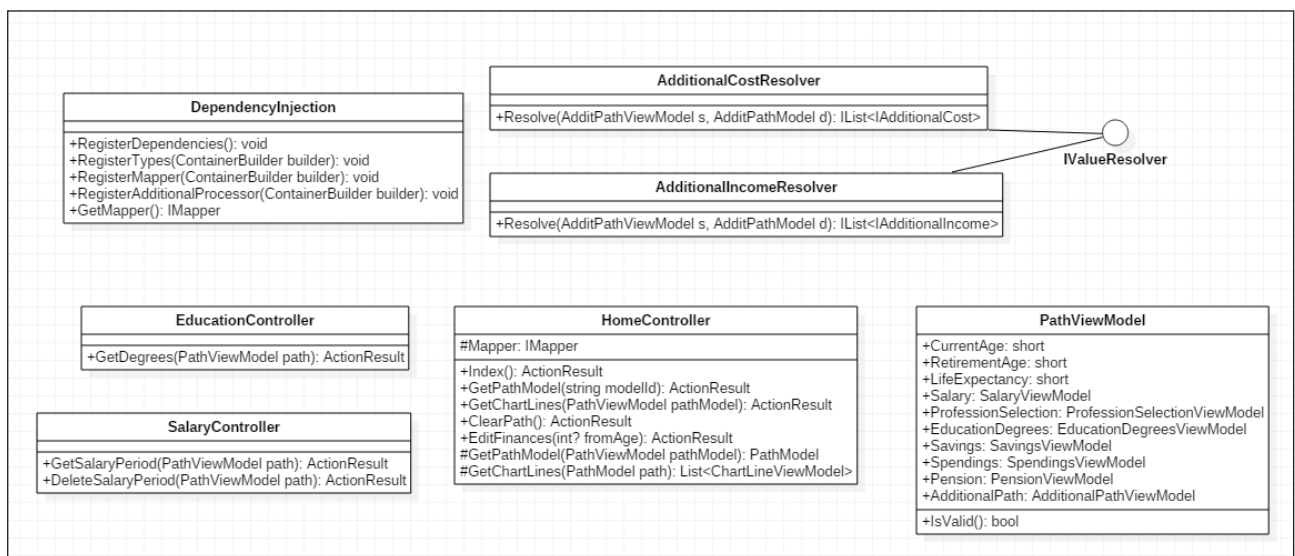 DependencyInjection
+RegisterDependencies(): void
+RegisterTypes(ContainerBuilder builder): void
+RegisterMapper(ContainerBuilder builder): void
+RegisterAdditionalProcessor(ContainerBuilder builder): void
+GetMapper(): IMapper
AdditionalCostResolver
+Resolve(AdditPathViewModel s, AdditPathModel d): IList<IAdditionalCost>
IValueResolver
AdditionalIncomeResolver
+Resolve(AdditPathViewModel s, AdditPathModel d): IList<IAdditionalIncome>
EducationController
+GetDegrees(PathViewModel path): ActionResult
SalaryController
+GetSalaryPeriod(PathViewModel path): ActionResult
+DeleteSalaryPeriod(PathViewModel path): ActionResult
HomeController
#Mapper: IMapper
+Index(): ActionResult
+GetPathModel(string modelId): ActionResult
+GetChartLines(PathViewModel pathModel): ActionResult
+ClearPath(): ActionResult
+EditFinances(int? fromAge): ActionResult
#GetPathModel(PathViewModel pathModel): PathModel
#GetChartLines(PathModel path): List<ChartLineViewModel>
PathViewModel
+CurrentAge: short
+RetirementAge: short
+LifeExpectancy: short
+Salary: SalaryViewModel
+ProfessionSelection: ProfessionSelectionViewModel
+EducationDegrees: EducationDegreesViewModel
+Savings: SavingsViewModel
+Spendings: SpendingsViewModel
+Pension: PensionViewModel
+AdditionalPath: AdditionalPathViewModel
+IsValid(): bool